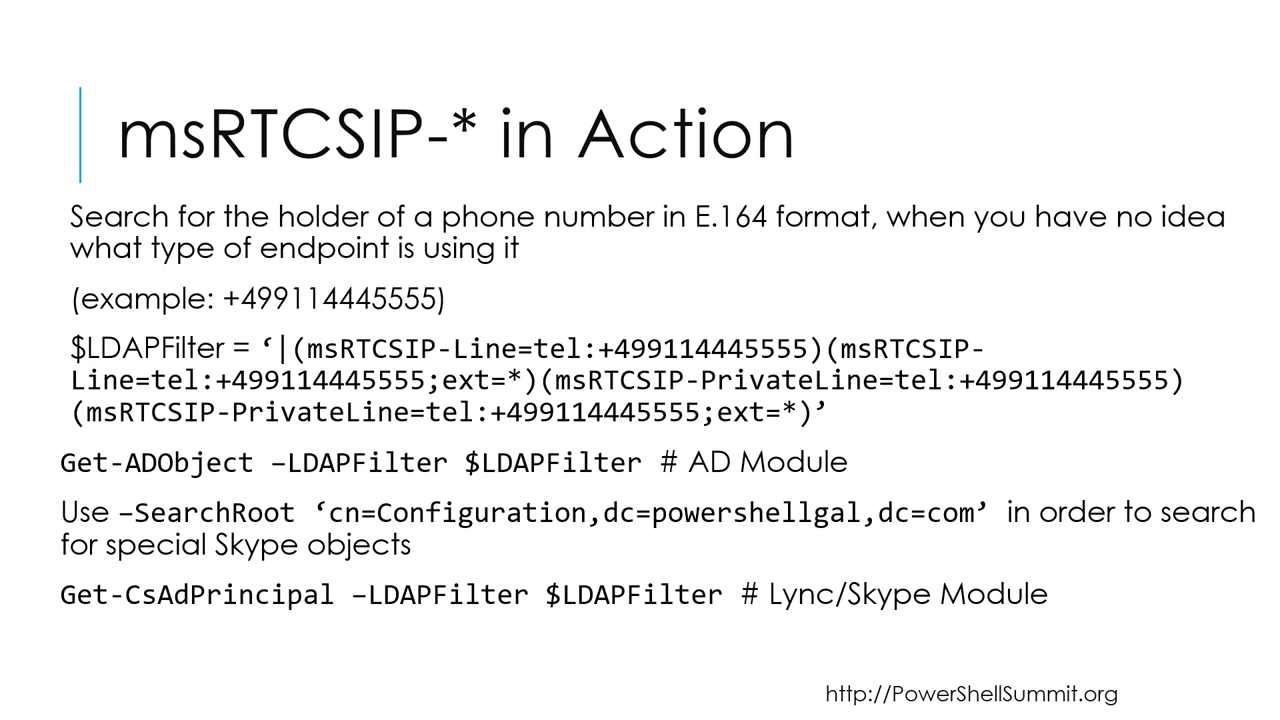 msRTCSIP-* in Action
Search for the holder of a phone number in E.164 format, when you have no idea
what type of endpoint is using it
(example: +499114445555)
$LDAPFilter = ‘|(msRTCSIP-Line=tel:+499114445555)(msRTCSIP-
Line=tel:+499114445555;ext=*)(msRTCSIP-PrivateLine=tel:+499114445555)
(msRTCSIP-PrivateLine=tel:+499114445555;ext=*)’
Get-ADObject –LDAPFilter $LDAPFilter # AD Module
Use –SearchRoot ‘cn=Configuration,dc=powershellgal,dc=com’ in order to search
for special Skype objects
Get-CsAdPrincipal –LDAPFilter $LDAPFilter # Lync/Skype Module
http://PowerShellSummit.org